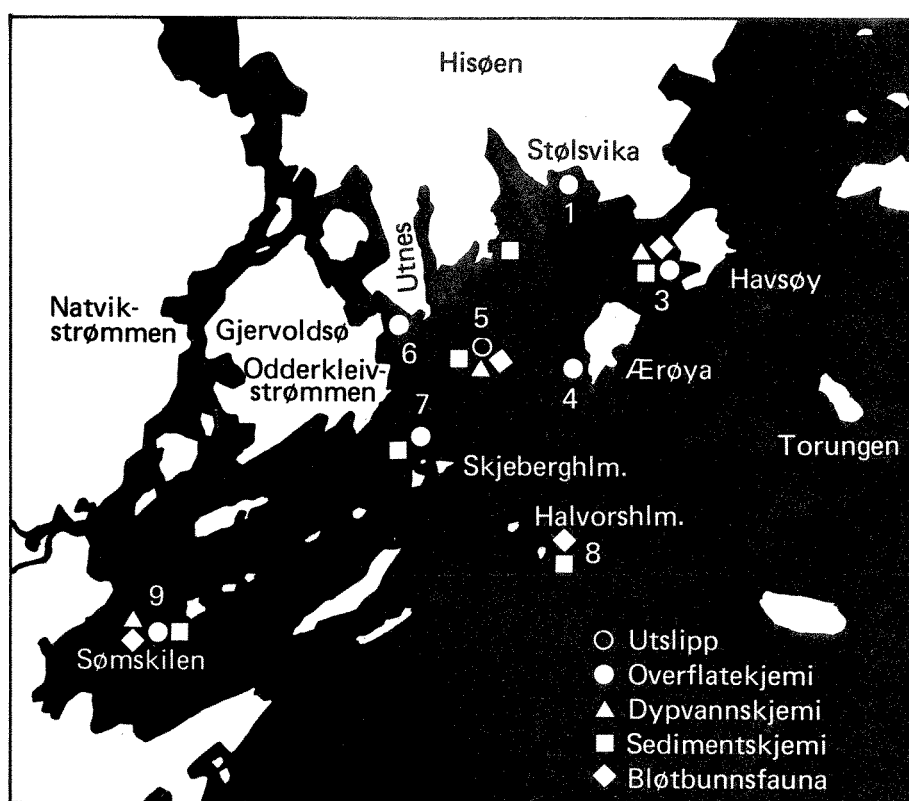 Hisøen
Stølsvika
1
Utnes
Havsøy
3
Natvik-
strømmen
Gjervoldsø
5
6
Odderkleiv-
strømmen
Ærøya
4
7
Torungen
Skjeberghlm.
Halvorshlm.
8
9
Sømskilen
Utslipp
Overflatekjemi
Dypvannskjemi
Sedimentskjemi
Bløtbunnsfauna